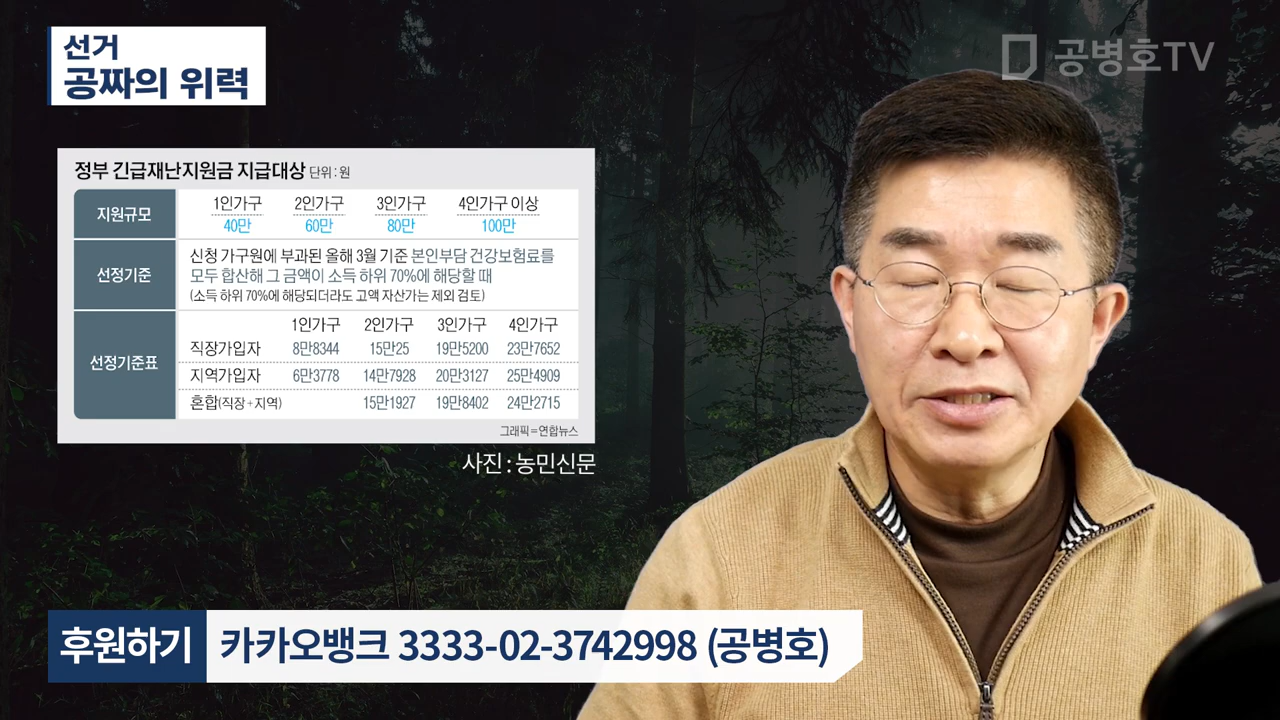 선거
공짜의 위력
공병호TV
정부 긴급재난지원금 지급대상 단위 : 원
지원규모
1인가구 2인가구 3인가구 4인가구 이상
40만 60만 80만 100만
선정기준
신청 가구원에 부과된 올해 3월 기준 본인부담 건강보험료를
모두 합산해 그 금액이 소득 하위 70%에 해당할 때
(소득 하위 70%에 해당되더라도 고액 자산가는 제외 검토)
선정기준표
1인가구 2인가구 3인가구 4인가구
직장가입자 8만8344 15만25 19만5200 23만7652
지역가입자 6만3778 14만7928 20만3127 25만4909
혼합(직장+지역) 15만1927 19만8402 24만2715
그래픽=연합뉴스
사진 : 농민신문
후원하기 카카오뱅크 3333-02-3742998 (공병호)